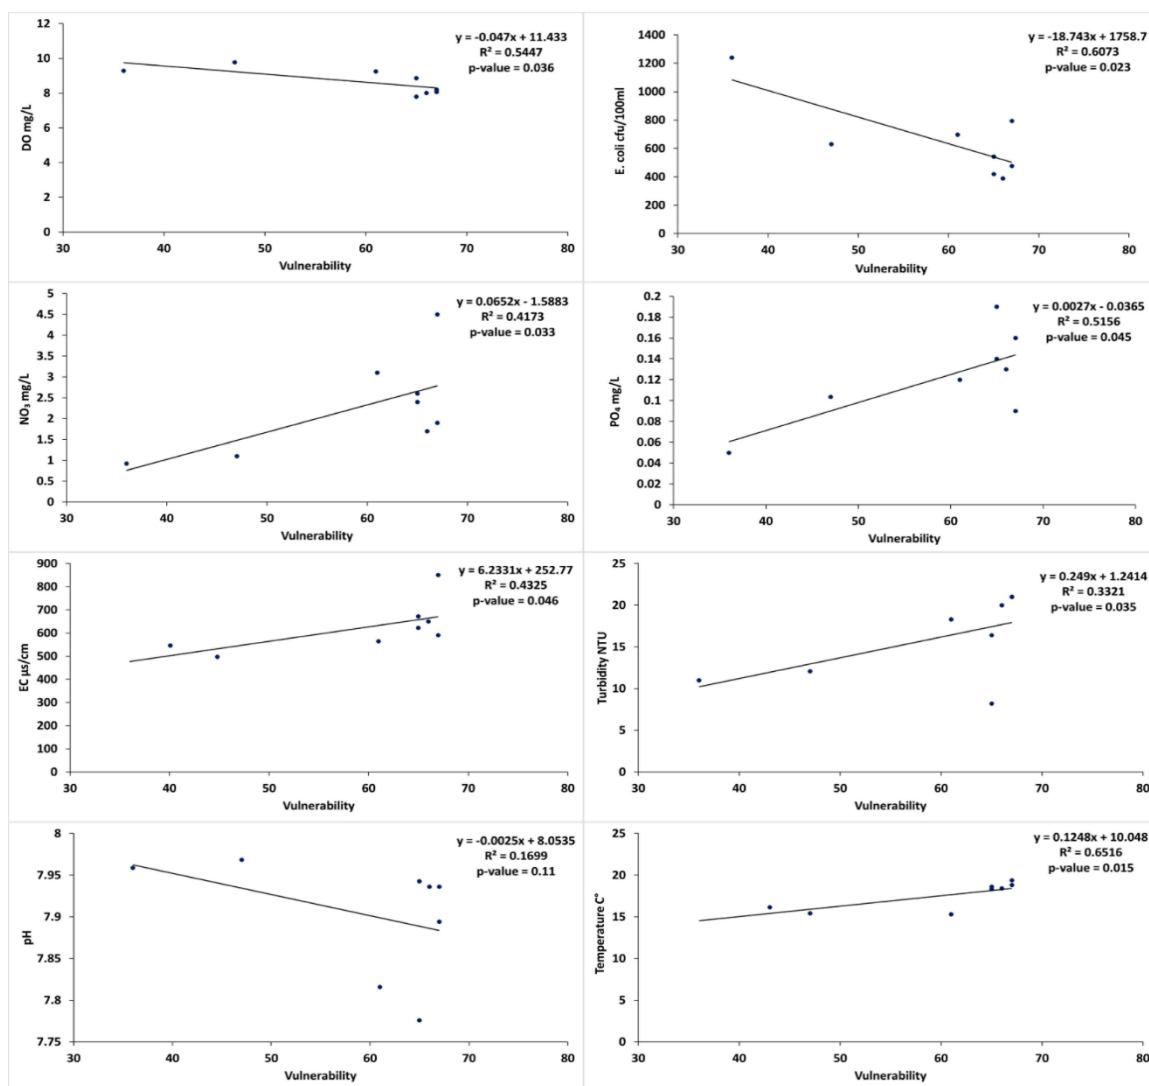 y = -0.047x + 11.433
R² = 0.5447
p-value = 0.036
DO mg/L
12
10
8
6
4
2
0
30 40 50 60 70 80
Vulnerability
y = -18.743x + 1758.7
R² = 0.6073
p-value = 0.023
E. coli cfu/100ml
1400
1200
1000
800
600
400
200
0
30 40 50 60 70 80
Vulnerability
y = 0.0652x - 1.5883
R² = 0.4173
p-value = 0.033
NO₃ mg/L
5
4.5
4
3.5
3
2.5
2
1.5
1
0.5
0
30 40 50 60 70 80
Vulnerability
y = 0.0027x - 0.0365
R² = 0.5156
p-value = 0.045
PO₄ mg/L
0.2
0.18
0.16
0.14
0.12
0.1
0.08
0.06
0.04
0.02
0
30 40 50 60 70 80
Vulnerability
y = 6.2331x + 252.77
R² = 0.4325
p-value = 0.046
EC µs/cm
900
800
700
600
500
400
300
200
100
0
30 40 50 60 70 80
Vulnerability
y = 0.249x + 1.2414
R² = 0.3321
p-value = 0.035
Turbidity NTU
25
20
15
10
5
0
30 40 50 60 70 80
Vulnerability
y = -0.0025x + 8.0535
R² = 0.1699
p-value = 0.11
pH
8
7.95
7.9
7.85
7.8
7.75
30 40 50 60 70 80
Vulnerability
y = 0.1248x + 10.048
R² = 0.6516
p-value = 0.015
Temperature C°
25
20
15
10
5
0
30 40 50 60 70 80
Vulnerability